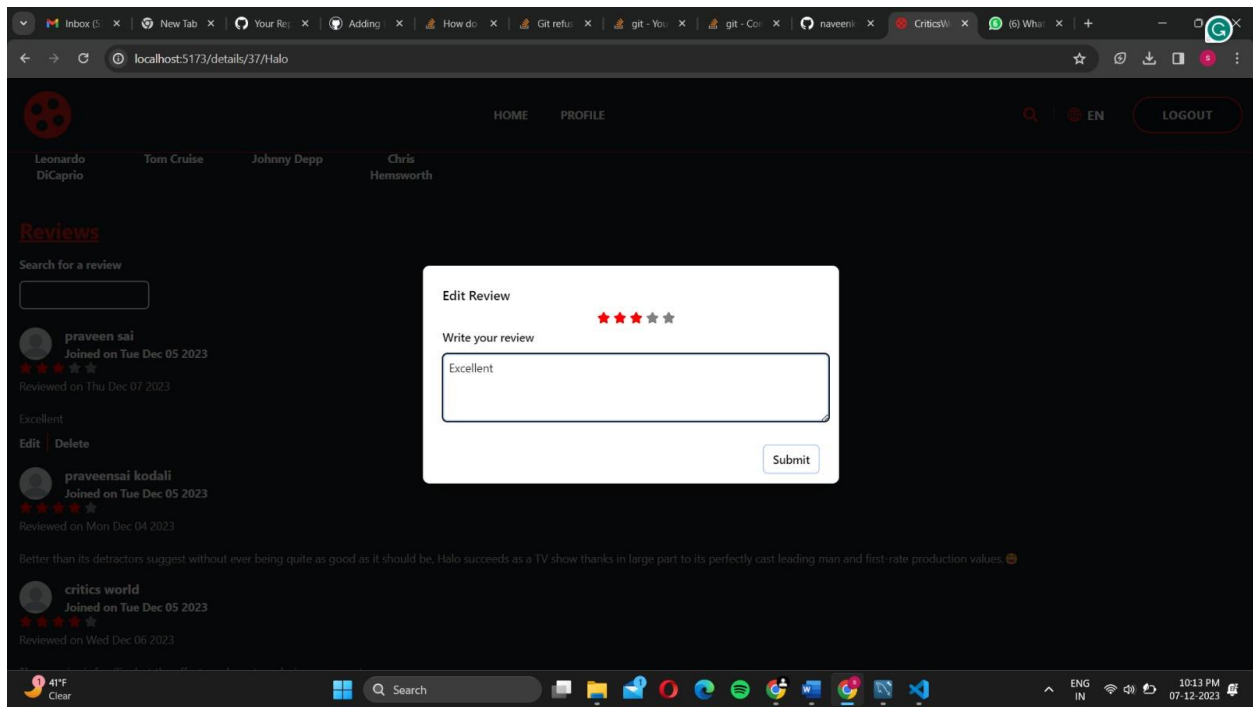 Inbox (5
New Tab
Your Rep
Adding
How do
Git refus
git - You
git - Cor
naveenk
CriticsW
(6) What
G
localhost:5173/details/37/Halo
S
HOME
PROFILE
EN
LOGOUT
Leonardo
DiCaprio
Tom Cruise
Johnny Depp
Chris
Hemsworth
Reviews
Search for a review
praveen sai
Joined on Tue Dec 05 2023
Reviewed on Thu Dec 07 2023
Excellent
Edit Delete
praveensai kodali
Joined on Tue Dec 05 2023
Reviewed on Mon Dec 04 2023
Better than its detractors suggest without ever being quite as good as it should be, Halo succeeds as a TV show thanks in large part to its perfectly cast leading man and first-rate production values.😄
critics world
Joined on Tue Dec 05 2023
Reviewed on Wed Dec 06 2023
Edit Review
Write your review
Excellent
Submit
1
41°F
Clear
Search
ENG
IN
10:13 PM
07-12-2023